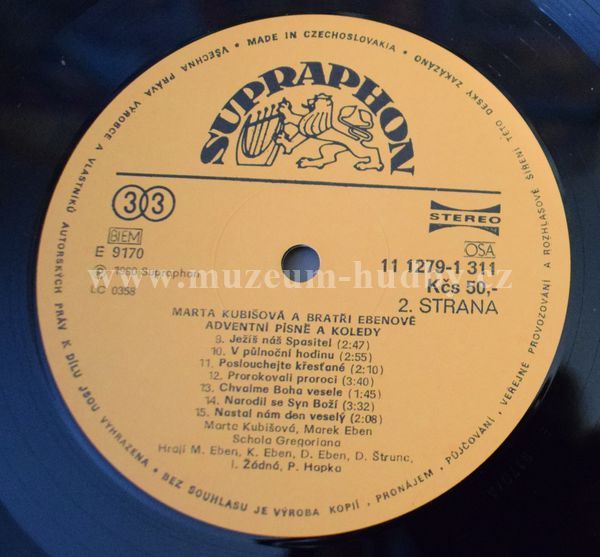 VŠECHNA PRÁVA VÝROBCE A VLASTNÍKŮ AUTORSKÝCH PRÁV K DÍLU JSOU VYHRAZENA • BEZ SOUHLASU JE VÝROBA KOPIÍ, PRONÁJEM, PŮJČOVÁNÍ, VEŘEJNÉ PROVOZOVÁNÍ A ROZHLASOVÉ ŠÍŘENÍ TÉTO DESKY ZAKÁZÁNO • MADE IN CZECHOSLOVAKIA •
SUPRAPHON
33
STEREO
BIEM
OSA
E 9170
11 1279-1 311
Ⓟ 1990 Supraphon
Kčs 50,-
LC 0358
2. STRANA
www.muzeum-hudby.cz
MARTA KUBIŠOVÁ A BRATŘI EBENOVÉ
ADVENTNÍ PÍSNĚ A KOLEDY
9. Ježíš náš Spasitel (2:47)
10. V půlnoční hodinu (2:55)
11. Poslouchejte křesťané (2:10)
12. Prorokovali proroci (3:40)
13. Chvalme Boha vesele (1:45)
14. Narodil se Syn Boží (3:32)
15. Nastal nám den veselý (2:08)
Marta Kubišová, Marek Eben
Schola Gregoriana
Hrají M. Eben, K. Eben, D. Eben, D. Štrunc,
I. Žďdná, P. Hapka